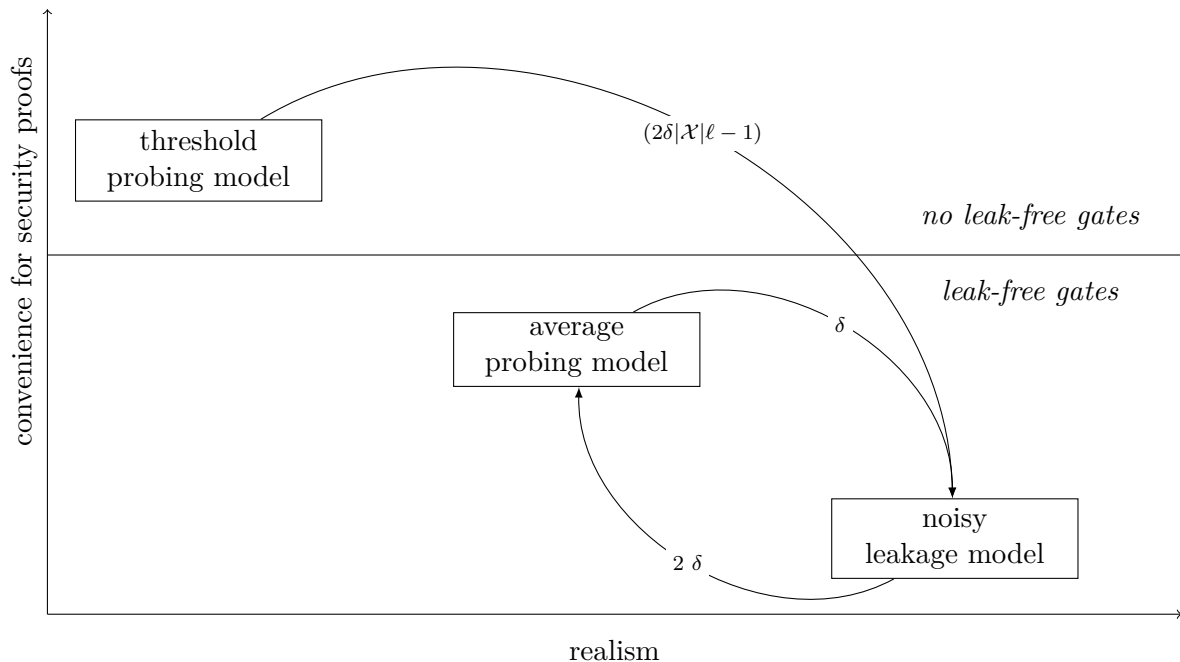 convenience for security proofs
threshold
probing model
(2δ|𝒳|ℓ − 1)
no leak-free gates
leak-free gates
average
probing model
δ
noisy
leakage model
2 δ
realism